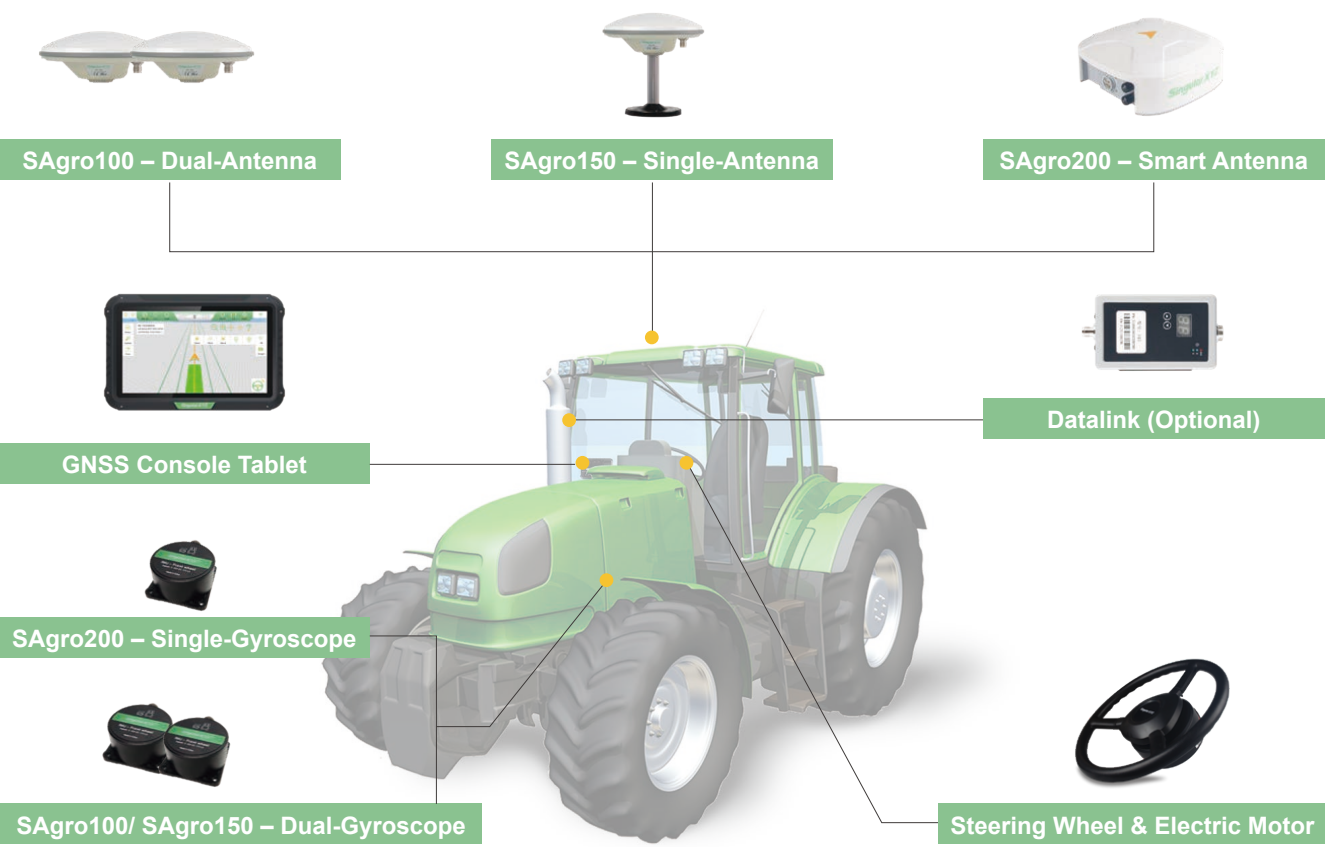 SingularXYZ
SAgro100 – Dual-Antenna
SAgro150 – Single-Antenna
SAgro200 – Smart Antenna
GNSS Console Tablet
Datalink (Optional)
SAgro200 – Single-Gyroscope
SAgro100/ SAgro150 – Dual-Gyroscope
Steering Wheel & Electric Motor